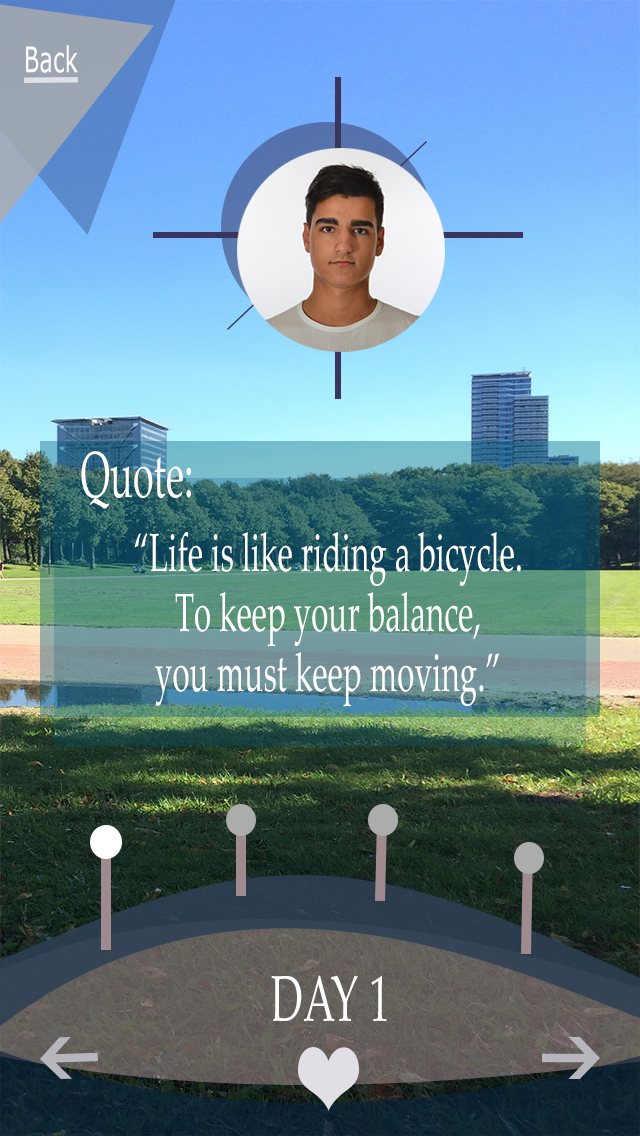 Back
Quote:
“Life is like riding a bicycle.
To keep your balance,
you must keep moving.”
DAY 1